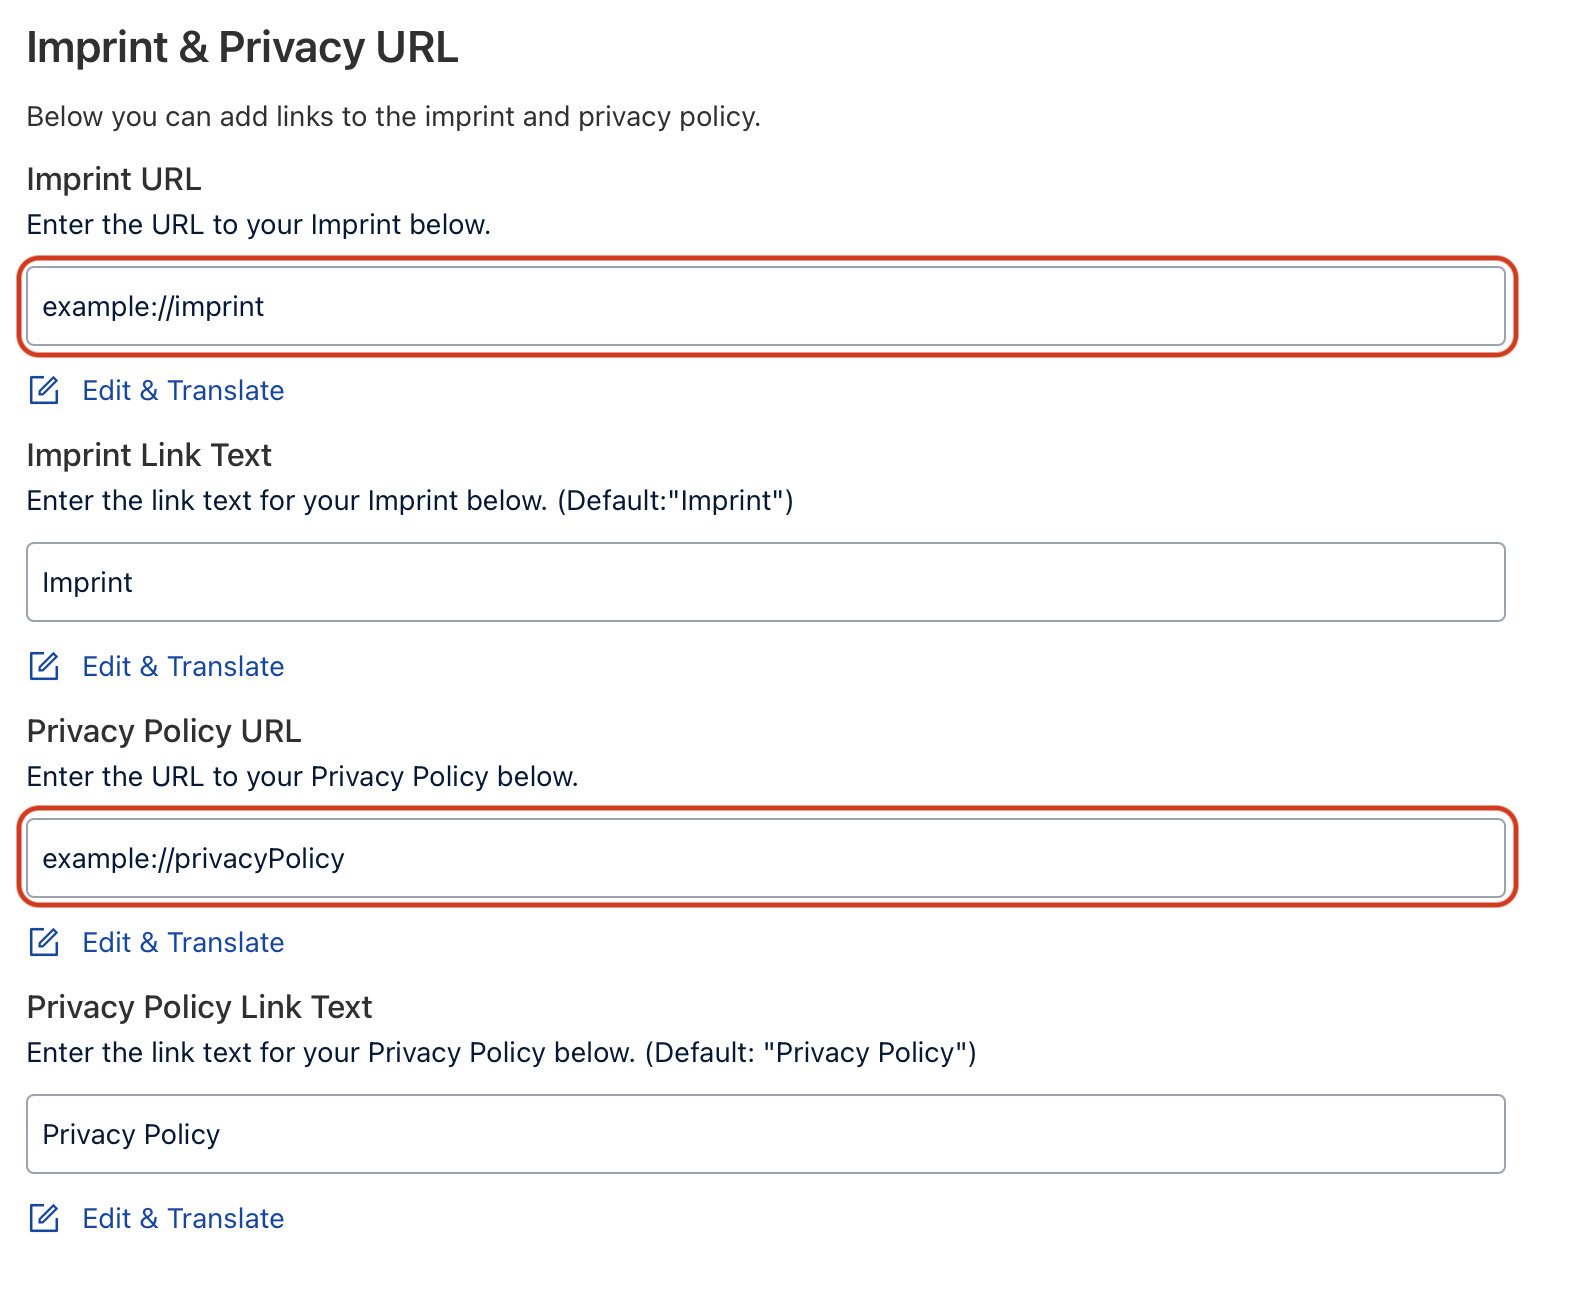 Imprint & Privacy URL
Below you can add links to the imprint and privacy policy.
Imprint URL
Enter the URL to your Imprint below.
example://imprint
Edit & Translate
Imprint Link Text
Enter the link text for your Imprint below. (Default:"Imprint")
Imprint
Edit & Translate
Privacy Policy URL
Enter the URL to your Privacy Policy below.
example://privacyPolicy
Edit & Translate
Privacy Policy Link Text
Enter the link text for your Privacy Policy below. (Default: "Privacy Policy")
Privacy Policy
Edit & Translate